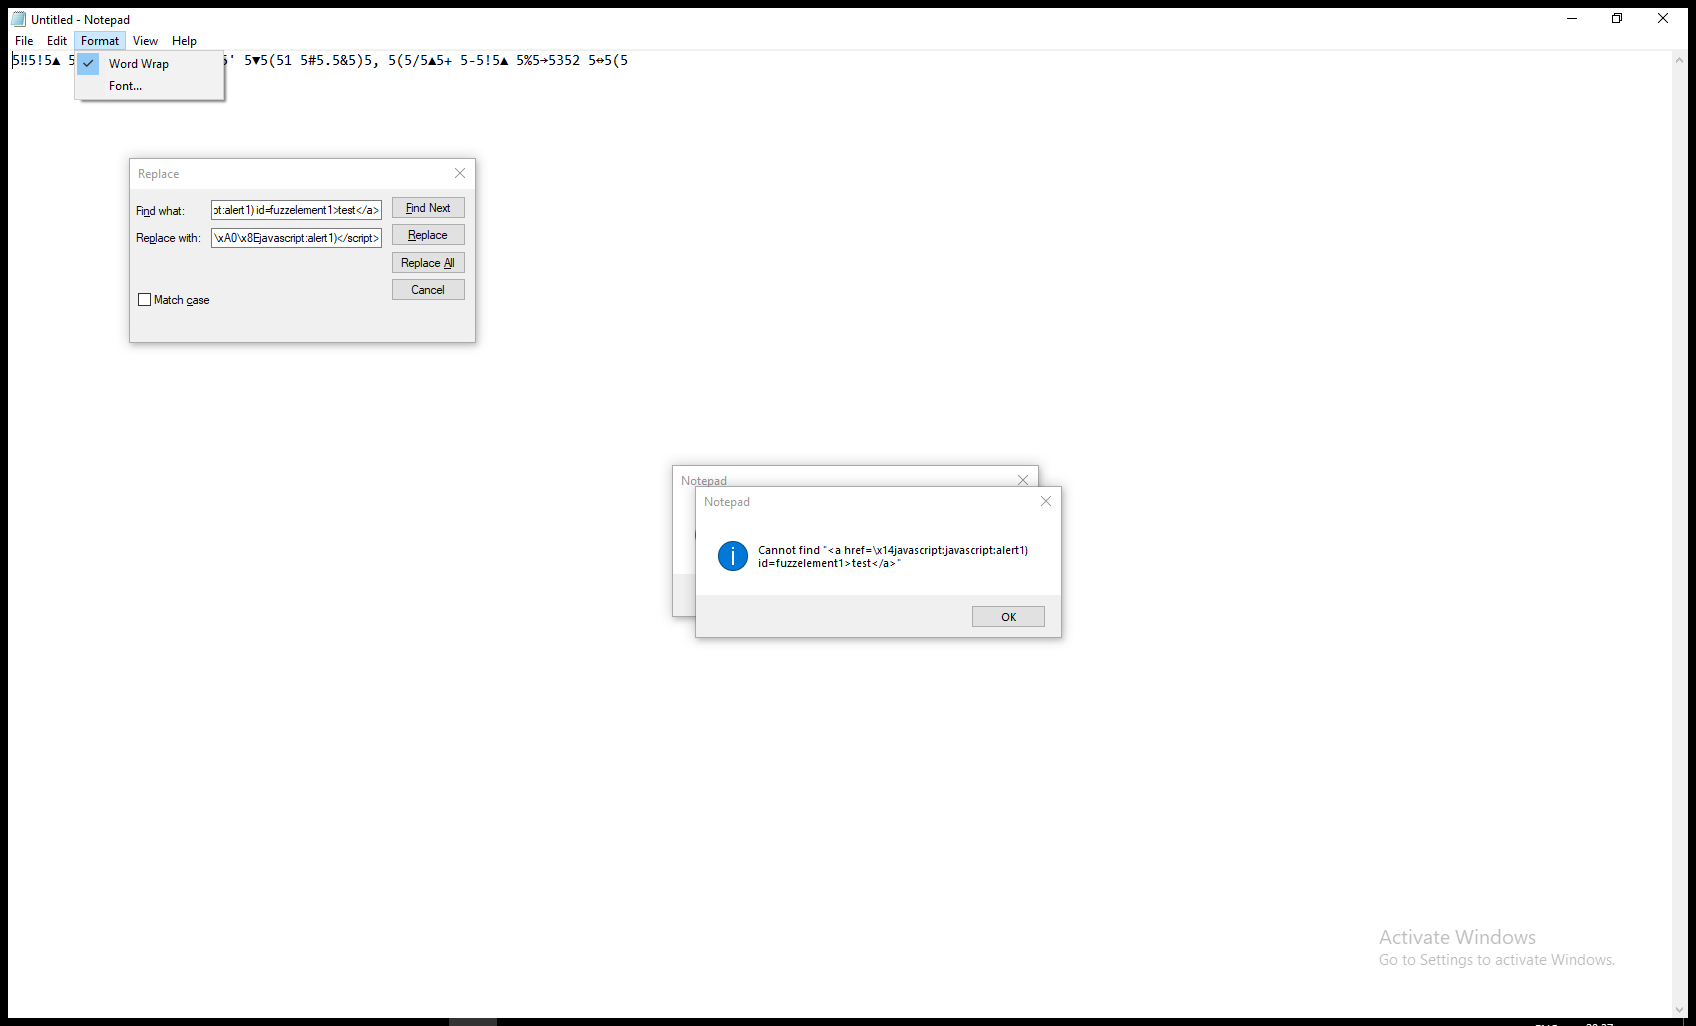 Untitled - Notepad
File Edit Format View Help
5‼5!5▲ 5
' 5▼5(51 5#5.5&5)5, 5(5/5▲5+ 5-5!5▲ 5%5→5352 5↔5(5
Word Wrap
Font...
Replace
Find what:
t:alert1) id=fuzzelement1>test</a>
Find Next
Replace with:
\xA0\x8Ejavascript:alert1)</script>
Replace
Replace All
Cancel
Match case
Notepad
Notepad
Cannot find "<a href=\x14javascript:javascript:alert1)
id=fuzzelement1>test</a>"
OK
Activate Windows
Go to Settings to activate Windows.